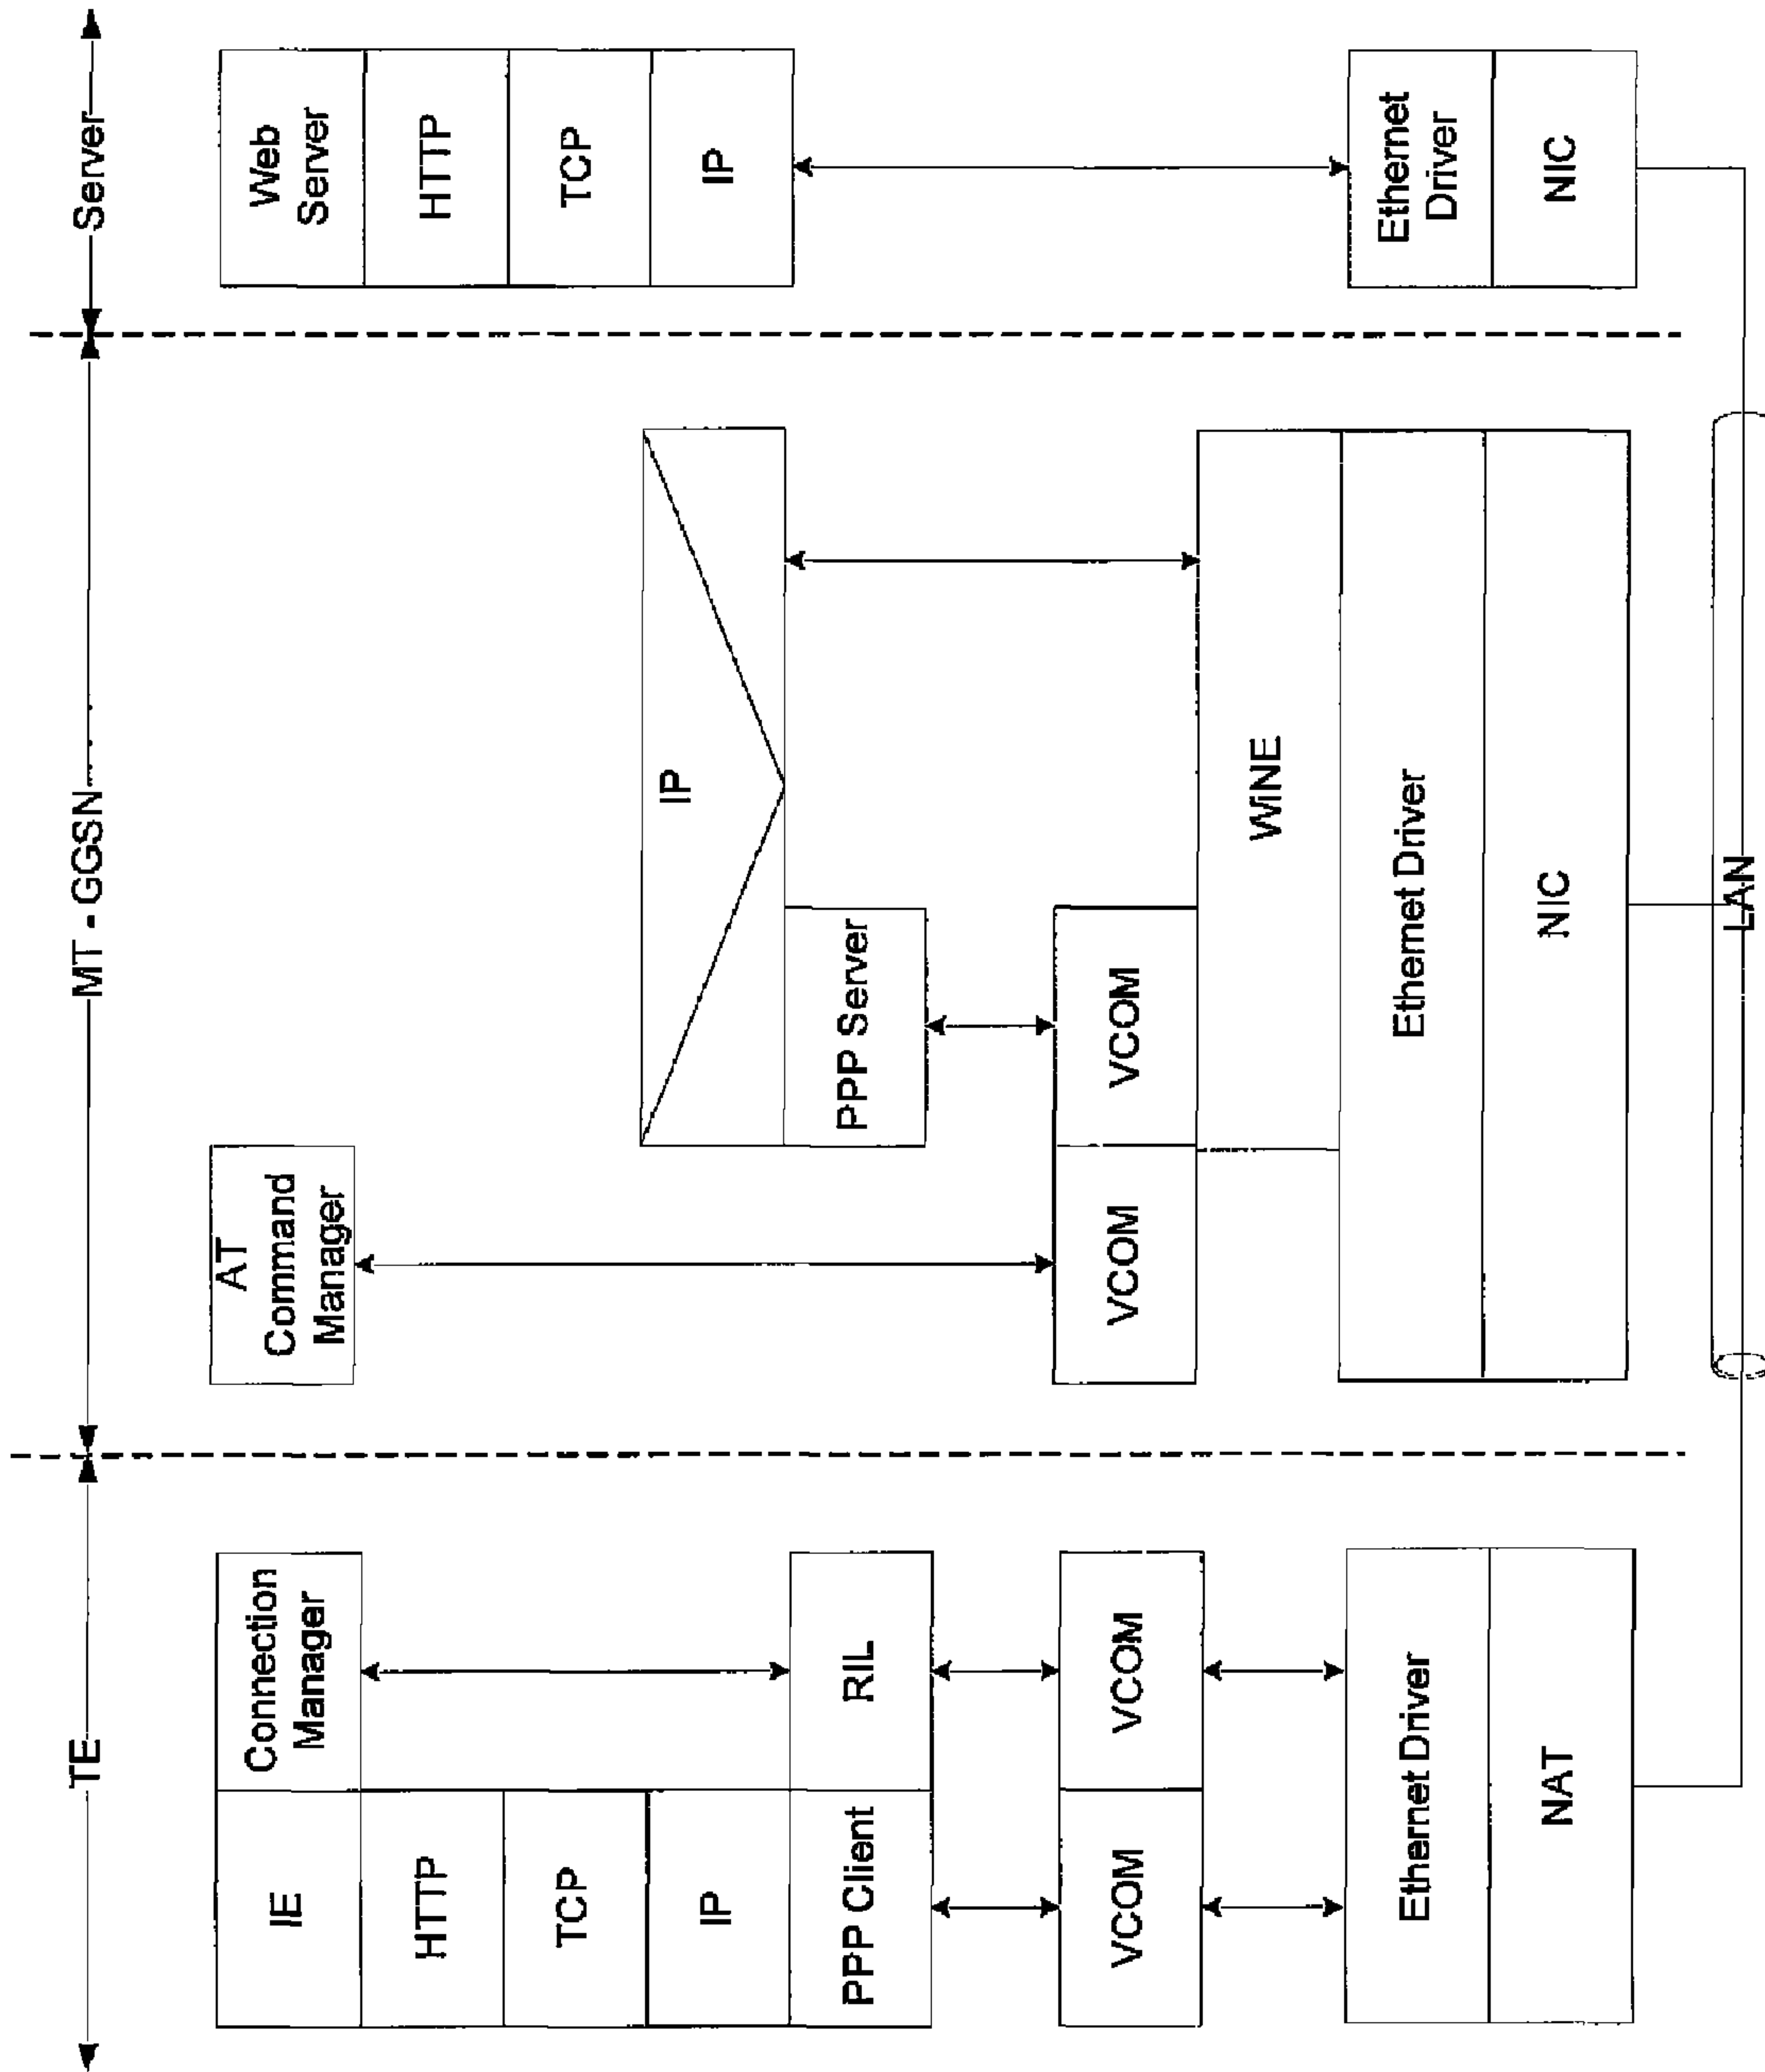 TE
MT - GGSN
Server
IE
HTTP
TCP
IP
PPP Client
Connection
Manager
RIL
VCOM
VCOM
Ethernet Driver
NAT
AT
Command
Manager
IP
PPP Server
VCOM
VCOM
WiNE
Ethernet Driver
NIC
Web
Server
HTTP
TCP
IP
Ethernet
Driver
NIC
LAN